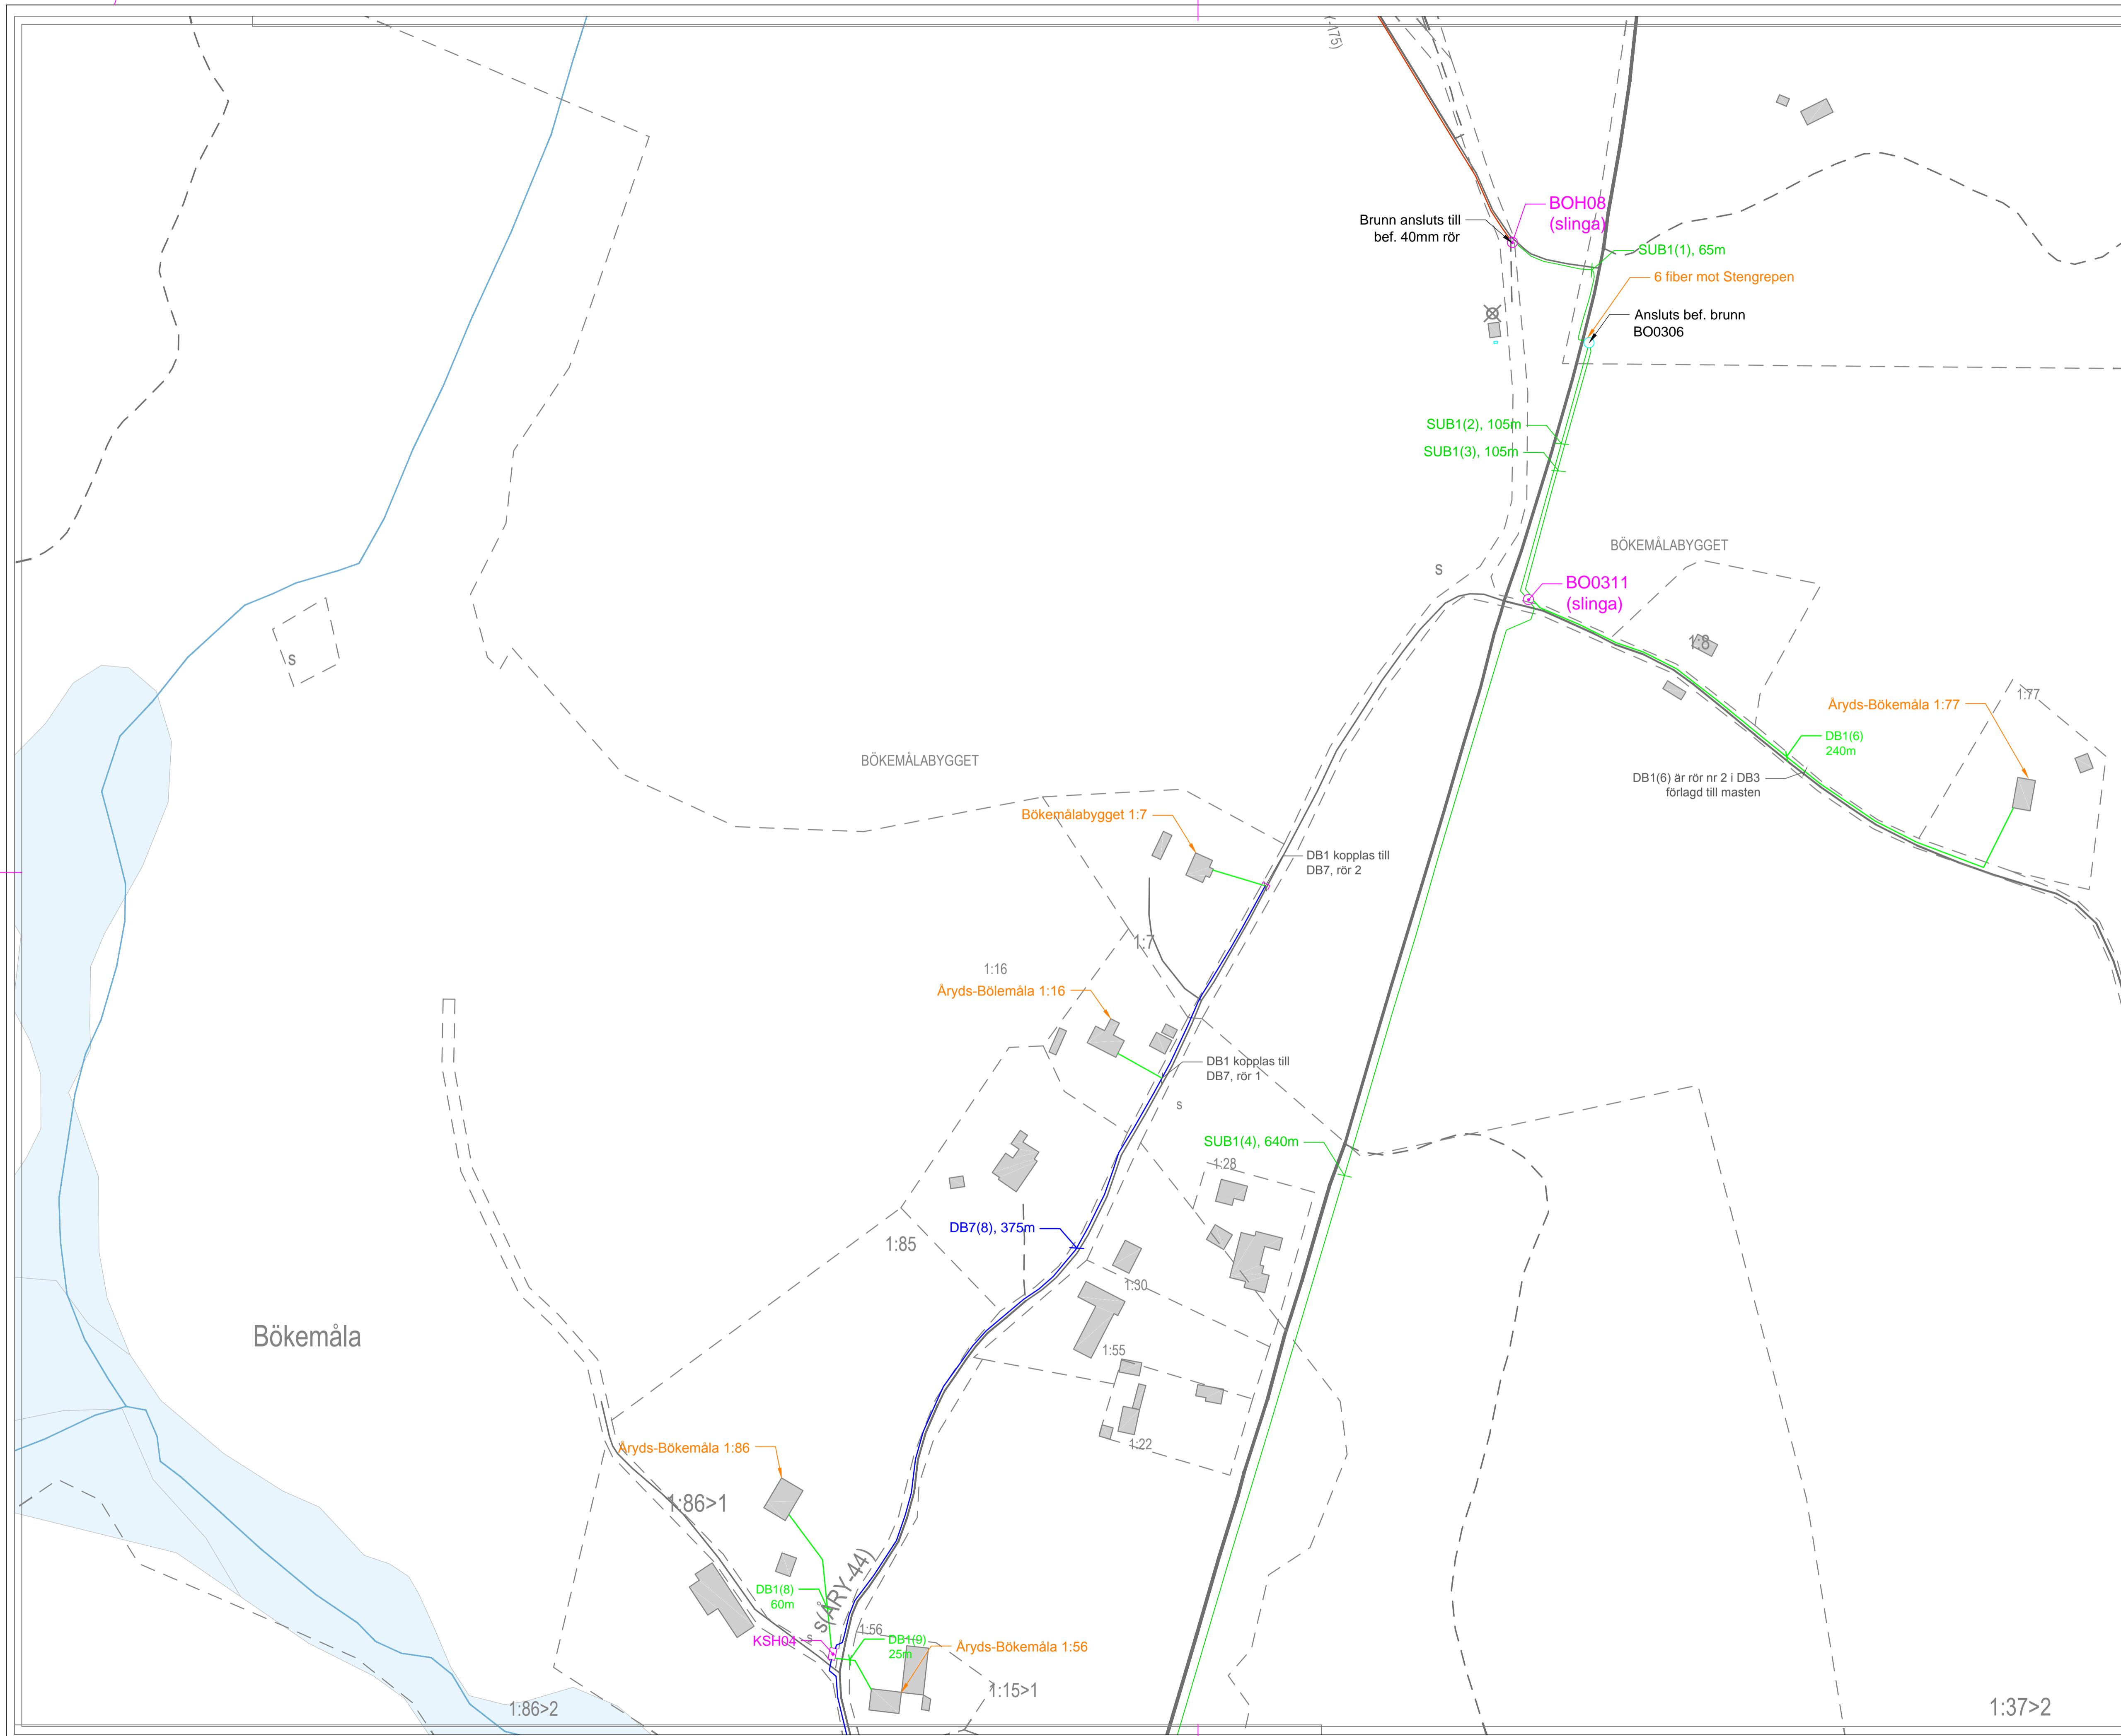 (-175)
BOH08
(slinga)
Brunn ansluts till
bef. 40mm rör
SUB1(1), 65m
6 fiber mot Stengrepen
Ansluts bef. brunn
BO0306
SUB1(2), 105m
SUB1(3), 105m
BÖKEMÅLABYGGET
s
BO0311
(slinga)
1:8
s
1:77
Åryds-Bökemåla 1:77
DB1(6)
240m
BÖKEMÅLABYGGET
DB1(6) är rör nr 2 i DB3
förlagd till masten
Bökemålabygget 1:7
DB1 kopplas till
DB7, rör 2
1:7
1:16
Åryds-Bölemåla 1:16
DB1 kopplas till
DB7, rör 1
s
SUB1(4), 640m
1:28
DB7(8), 375m
1:85
1:30
Bökemåla
1:55
1:22
Åryds-Bökemåla 1:86
1:86>1
s(ÅRY-44)
DB1(8)
60m
1:56
s
KSH04
DB1(9)
25m
Åryds-Bökemåla 1:56
1:15>1
1:86>2
1:37>2